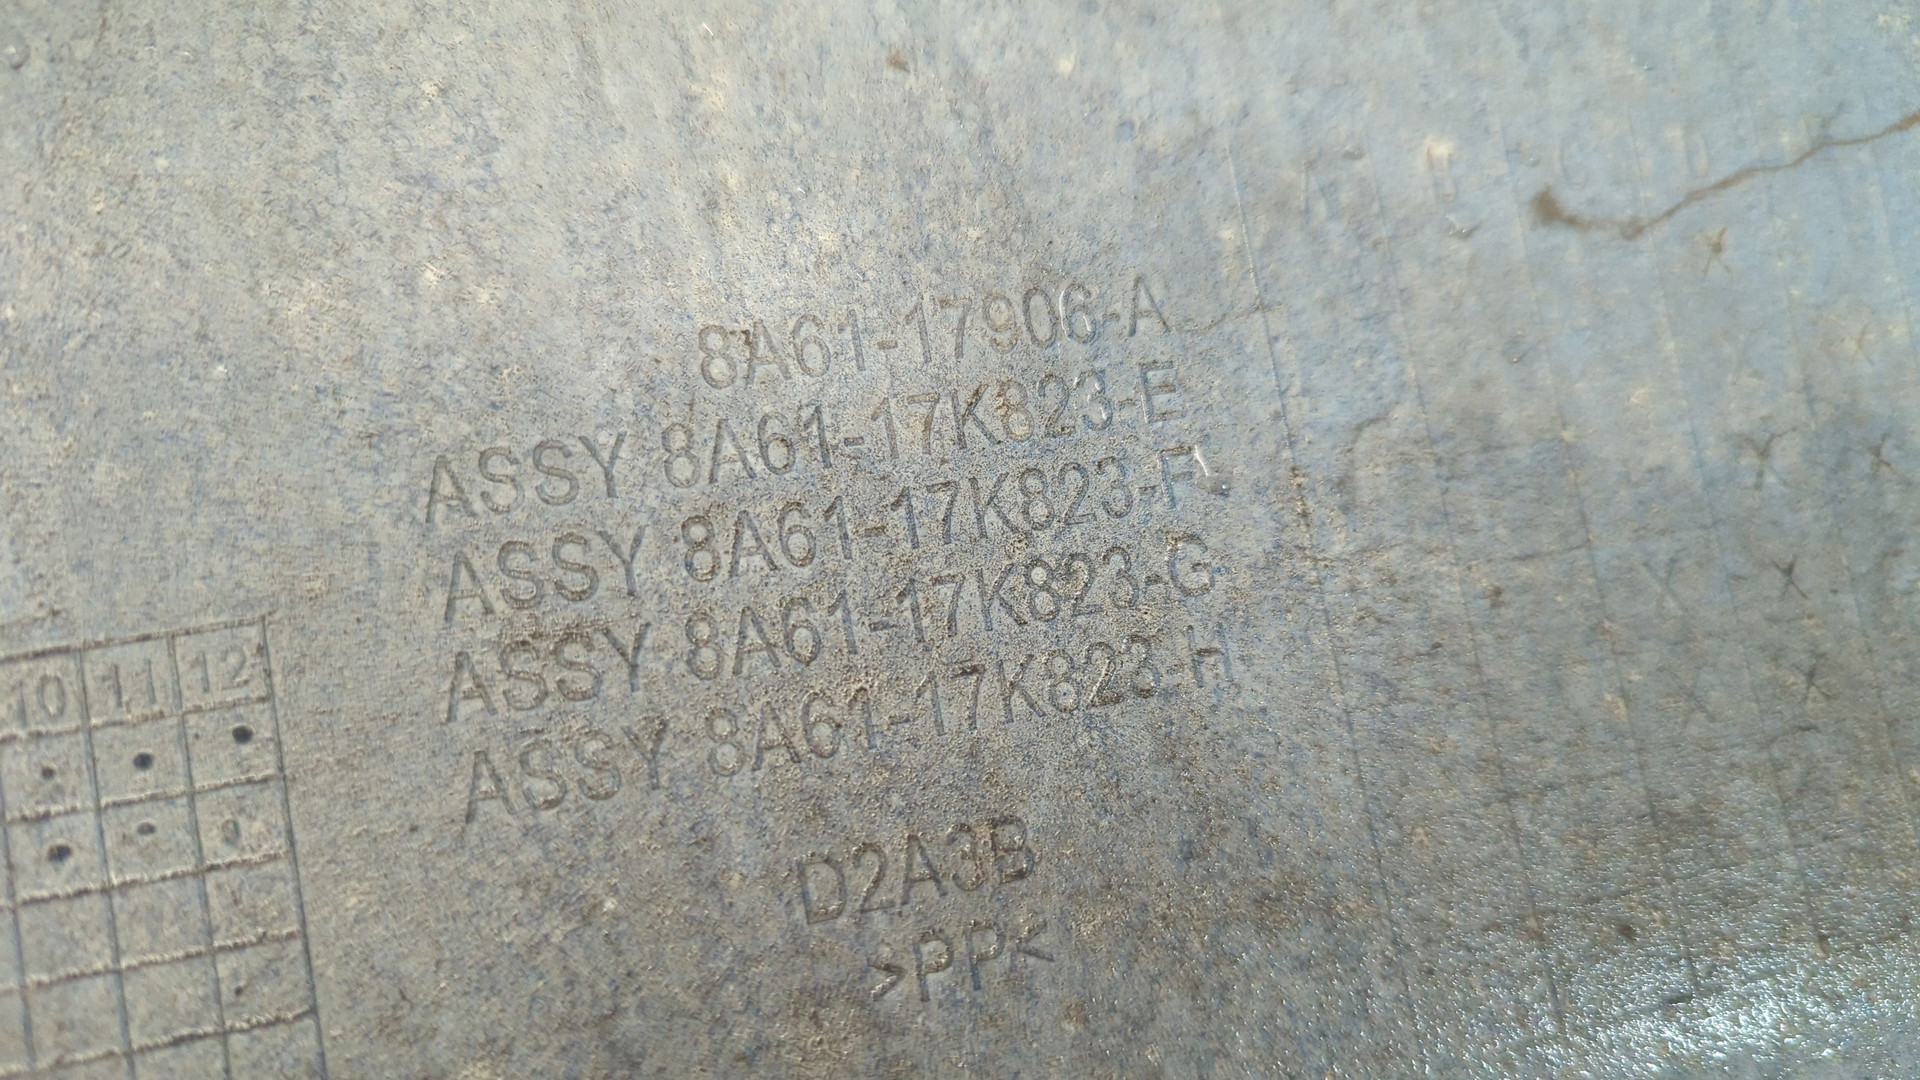 A B C D
8A61-17906-A
ASSY 8A61-17K823-E
ASSY 8A61-17K823-F
ASSY 8A61-17K823-G
ASSY 8A61-17K823-H
10 11 12
D2A3B
>PP<